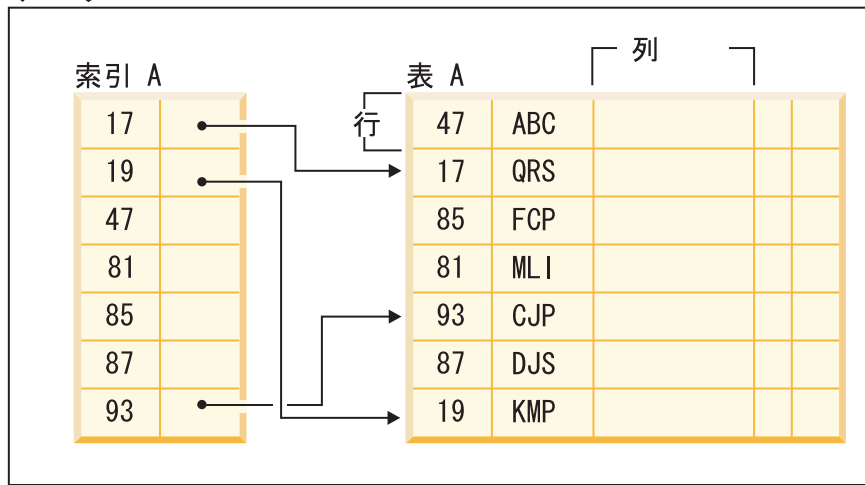 列
索引 A
表 A
行
17
19
47
81
85
87
93
47 ABC
17 QRS
85 FCP
81 MLI
93 CJP
87 DJS
19 KMP